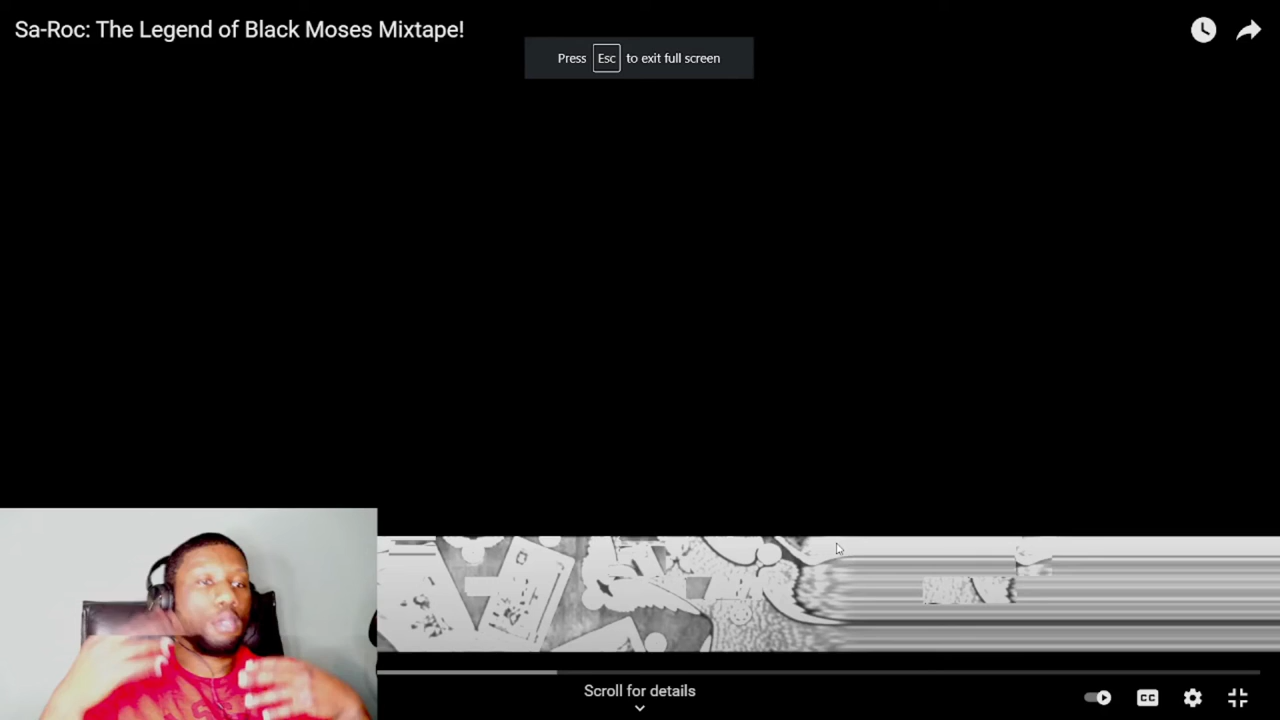 Sa-Roc: The Legend of Black Moses Mixtape!
Press Esc to exit full screen
Scroll for details
CC